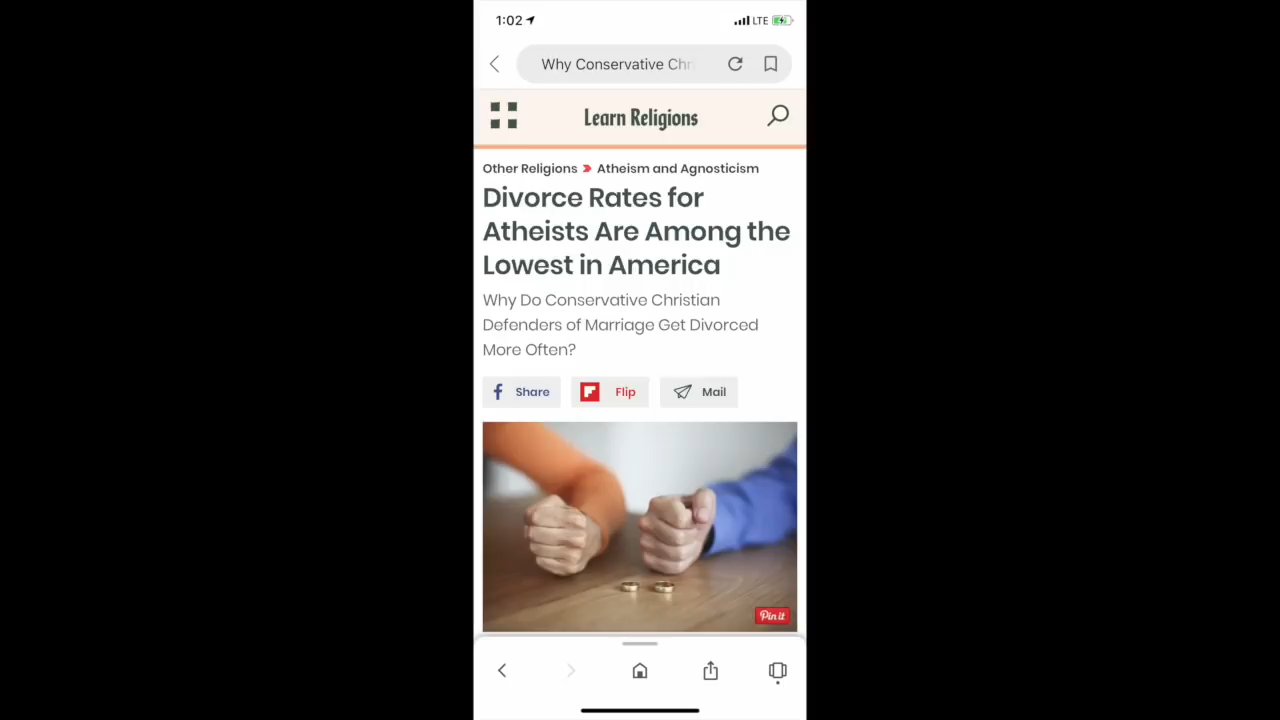 1:02
LTE
Why Conservative Chr
Learn Religions
Other Religions Atheism and Agnosticism
Divorce Rates for
Atheists Are Among the
Lowest in America
Why Do Conservative Christian
Defenders of Marriage Get Divorced
More Often?
Share Flip Mail
Pin it